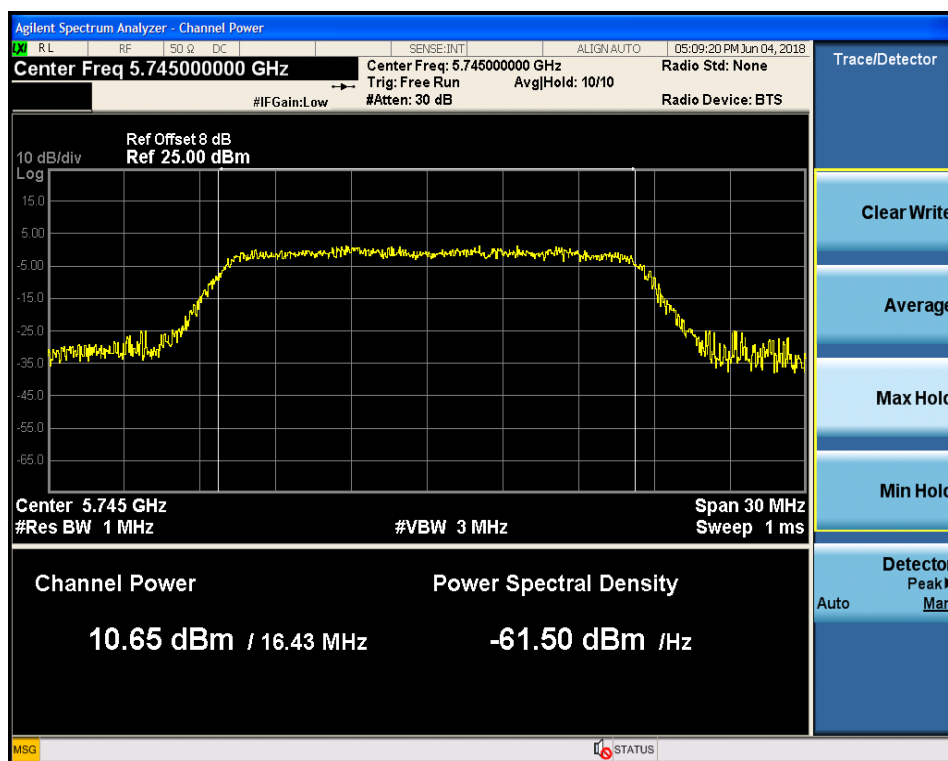 Agilent Spectrum Analyzer - Channel Power
LXI RL RF 50 Ω DC SENSE:INT ALIGN AUTO 05:09:20 PM Jun 04, 2018
Center Freq 5.745000000 GHz
Center Freq: 5.745000000 GHz
Radio Std: None
Trig: Free Run Avg|Hold: 10/10
#IFGain:Low #Atten: 30 dB Radio Device: BTS
Trace/Detector
Ref Offset 8 dB
10 dB/div Ref 25.00 dBm
Log
15.0
5.00
-5.00
-15.0
-25.0
-35.0
-45.0
-55.0
-65.0
Center 5.745 GHz Span 30 MHz
#Res BW 1 MHz #VBW 3 MHz Sweep 1 ms
Channel Power Power Spectral Density
10.65 dBm / 16.43 MHz -61.50 dBm /Hz
Clear Write
Average
Max Hold
Min Hold
Detector
Peak
Auto Man
MSG STATUS